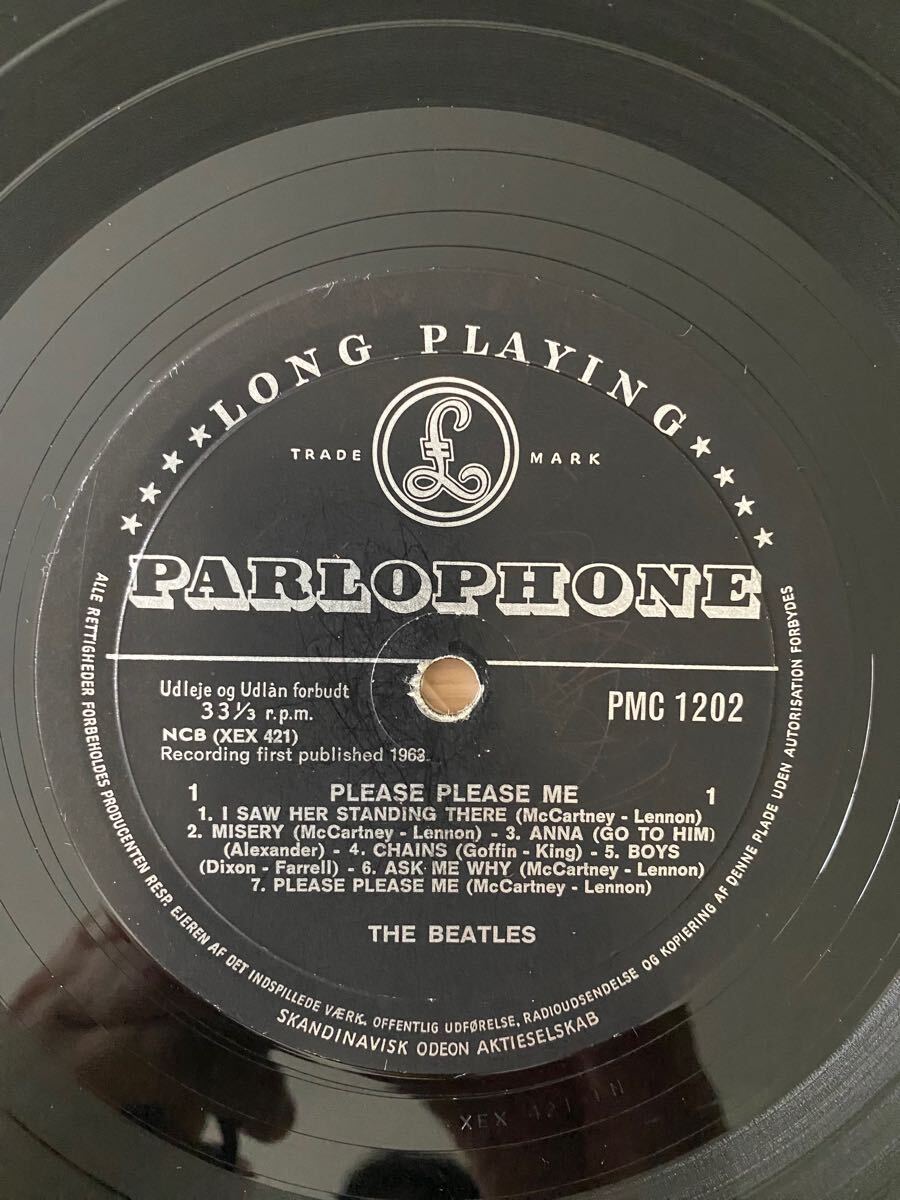 LONG PLAYING
TRADE MARK
£
PARLOPHONE
Udleje og Udlån forbudt
33⅓ r.p.m.
PMC 1202
NCB (XEX 421)
Recording first published 1963
1 PLEASE PLEASE ME 1
1. I SAW HER STANDING THERE (McCartney - Lennon)
2. MISERY (McCartney - Lennon) - 3. ANNA (GO TO HIM)
(Alexander) - 4. CHAINS (Goffin - King) - 5. BOYS
(Dixon - Farrell) - 6. ASK ME WHY (McCartney - Lennon)
7. PLEASE PLEASE ME (McCartney - Lennon)
THE BEATLES
ALLE RETTIGHEDER FORBEHOLDES PRODUCENTEN RESP. EJEREN AF DET INDSPILLEDE VÆRK. OFFENTLIG UDFØRELSE, RADIOUDSENDELSE OG KOPIERING AF DENNE PLADE UDEN AUTORISATION FORBYDES
SKANDINAVISK ODEON AKTIESELSKAB
XEX 421